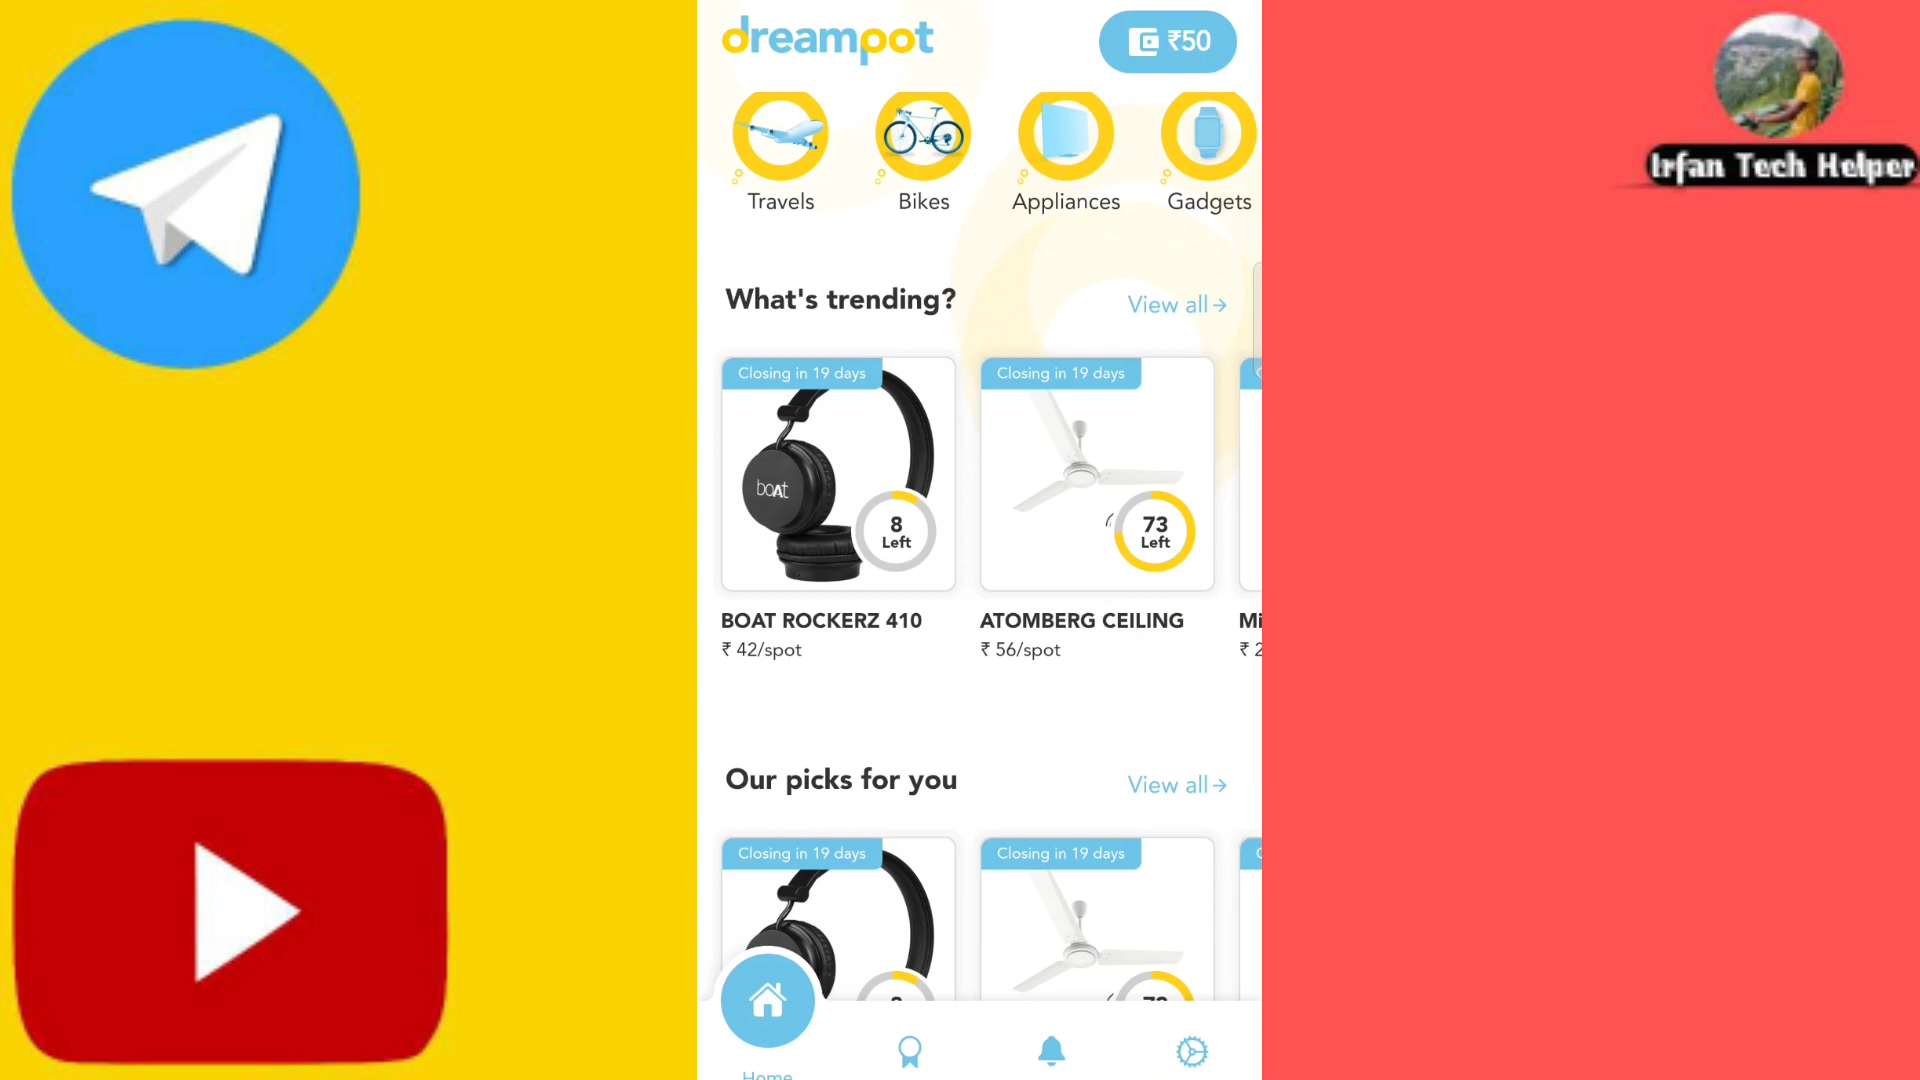 dreampot
₹50
Irfan Tech Helper
Travels
Bikes
Appliances
Gadgets
What's trending?
View all→
Closing in 19 days
Closing in 19 days
boAt
8
Left
73
Left
BOAT ROCKERZ 410
ATOMBERG CEILING
Mi
₹ 42/spot
₹ 56/spot
₹ 2
Our picks for you
View all→
Closing in 19 days
Closing in 19 days
Home